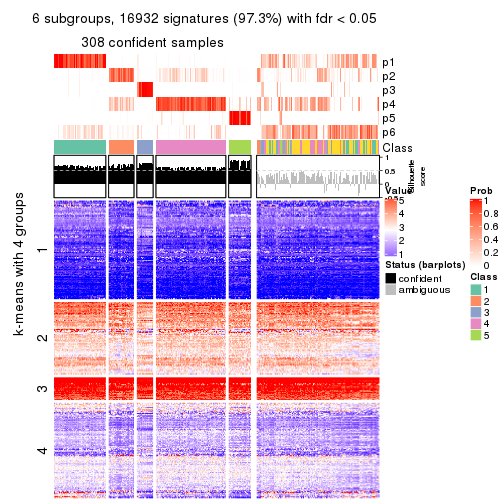 6 subgroups, 16932 signatures (97.3%) with fdr < 0.05
308 confident samples
p1
p2
p3
p4
p5
p6
Class
1
0.5
0
Silhouette
score
k-means with 4 groups
1
2
3
4
Value
5
4
3
2
1
Status (barplots)
confident
ambiguous
Prob
1
0.8
0.6
0.4
0.2
0
Class
1
2
3
4
5